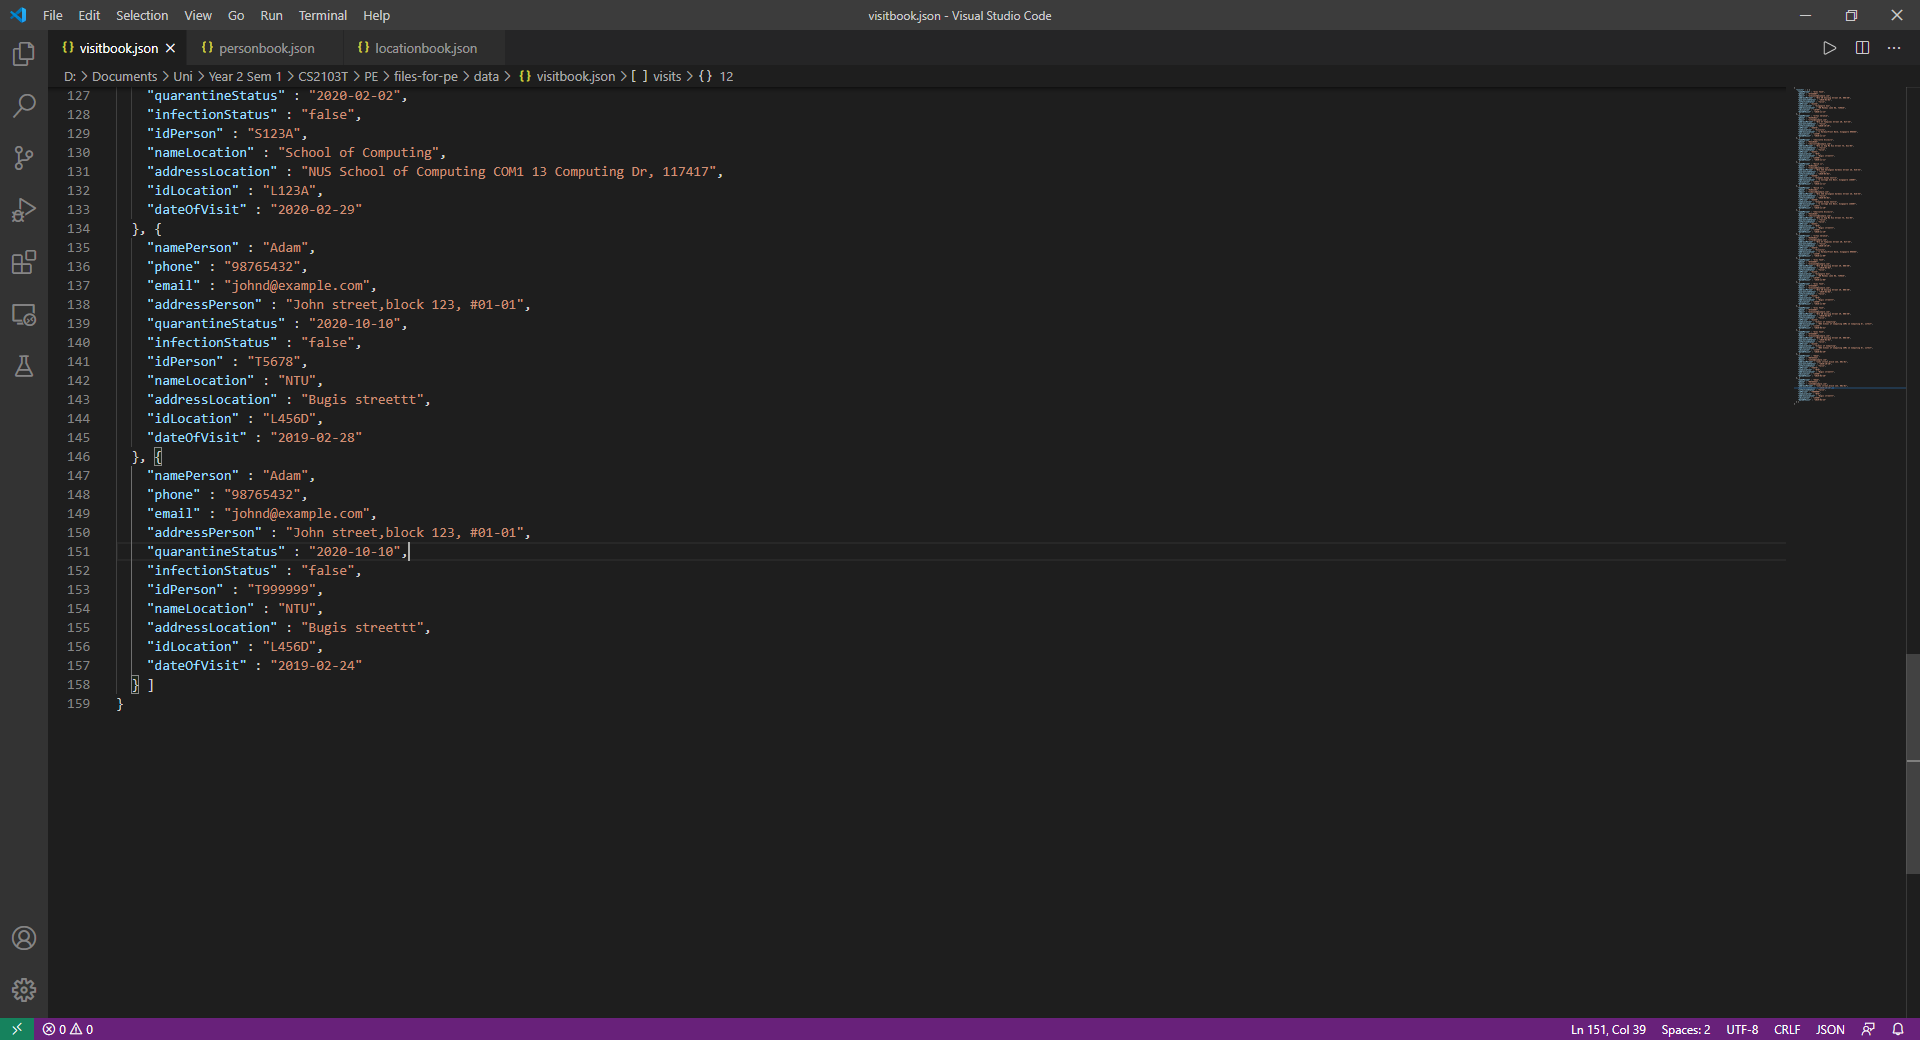 File Edit Selection View Go Run Terminal Help visitbook.json - Visual Studio Code
{} visitbook.json {} personbook.json {} locationbook.json
D: > Documents > Uni > Year 2 Sem 1 > CS2103T > PE > files-for-pe > data > {} visitbook.json > [ ] visits > {} 12
127 "quarantineStatus" : "2020-02-02",
128 "infectionStatus" : "false",
129 "idPerson" : "S123A",
130 "nameLocation" : "School of Computing",
131 "addressLocation" : "NUS School of Computing COM1 13 Computing Dr, 117417",
132 "idLocation" : "L123A",
133 "dateOfVisit" : "2020-02-29"
134 }, {
135 "namePerson" : "Adam",
136 "phone" : "98765432",
137 "email" : "johnd@example.com",
138 "addressPerson" : "John street,block 123, #01-01",
139 "quarantineStatus" : "2020-10-10",
140 "infectionStatus" : "false",
141 "idPerson" : "T5678",
142 "nameLocation" : "NTU",
143 "addressLocation" : "Bugis streettt",
144 "idLocation" : "L456D",
145 "dateOfVisit" : "2019-02-28"
146 }, {
147 "namePerson" : "Adam",
148 "phone" : "98765432",
149 "email" : "johnd@example.com",
150 "addressPerson" : "John street,block 123, #01-01",
151 "quarantineStatus" : "2020-10-10",
152 "infectionStatus" : "false",
153 "idPerson" : "T999999",
154 "nameLocation" : "NTU",
155 "addressLocation" : "Bugis streettt",
156 "idLocation" : "L456D",
157 "dateOfVisit" : "2019-02-24"
158 } ]
159 }
0 0 Ln 151, Col 39 Spaces: 2 UTF-8 CRLF JSON